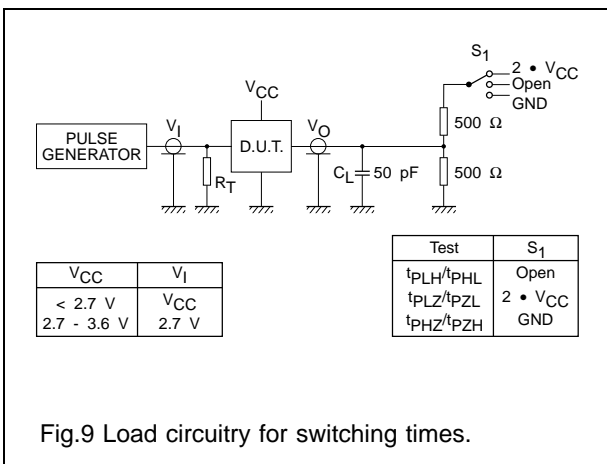 S1
2 • VCC
Open
GND
VCC
VI
VO
500 Ω
PULSE
GENERATOR
D.U.T.
RT
CL
50 pF
500 Ω
VCC VI
< 2.7 V VCC
2.7 - 3.6 V 2.7 V
Test S1
tPLH/tPHL Open
tPLZ/tPZL 2 • VCC
tPHZ/tPZH GND
Fig.9 Load circuitry for switching times.